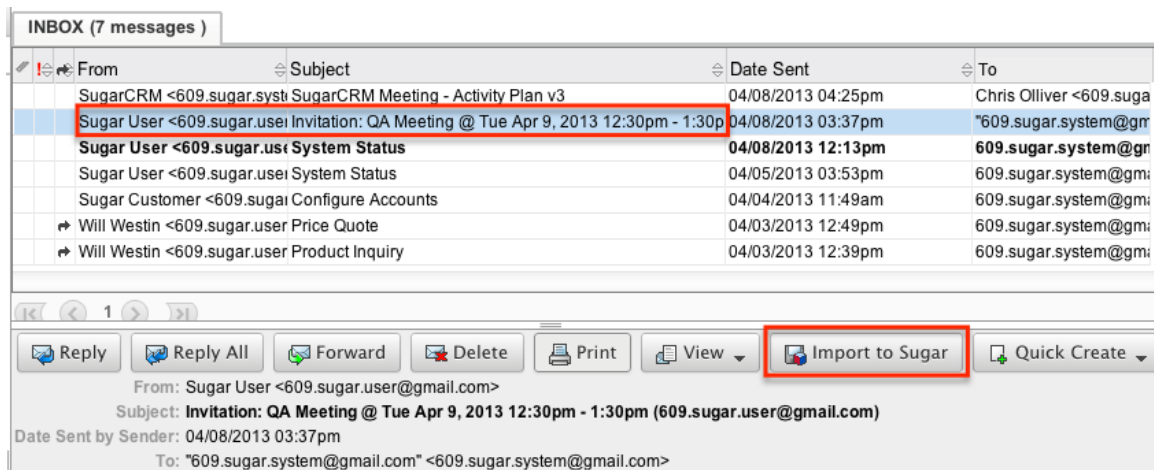 INBOX (7 messages )
! From Subject Date Sent To
SugarCRM <609.sugar.syste SugarCRM Meeting - Activity Plan v3 04/08/2013 04:25pm Chris Olliver <609.suga
Sugar User <609.sugar.user Invitation: QA Meeting @ Tue Apr 9, 2013 12:30pm - 1:30p 04/08/2013 03:37pm "609.sugar.system@gm
Sugar User <609.sugar.use System Status 04/08/2013 12:13pm 609.sugar.system@gm
Sugar User <609.sugar.user System Status 04/05/2013 03:53pm 609.sugar.system@gma
Sugar Customer <609.sugar Configure Accounts 04/04/2013 11:49am 609.sugar.system@gma
Will Westin <609.sugar.user Price Quote 04/03/2013 12:49pm 609.sugar.system@gma
Will Westin <609.sugar.user Product Inquiry 04/03/2013 12:39pm 609.sugar.system@gma
1
Reply Reply All Forward Delete Print View Import to Sugar Quick Create
From: Sugar User <609.sugar.user@gmail.com>
Subject: Invitation: QA Meeting @ Tue Apr 9, 2013 12:30pm - 1:30pm (609.sugar.user@gmail.com)
Date Sent by Sender: 04/08/2013 03:37pm
To: "609.sugar.system@gmail.com" <609.sugar.system@gmail.com>